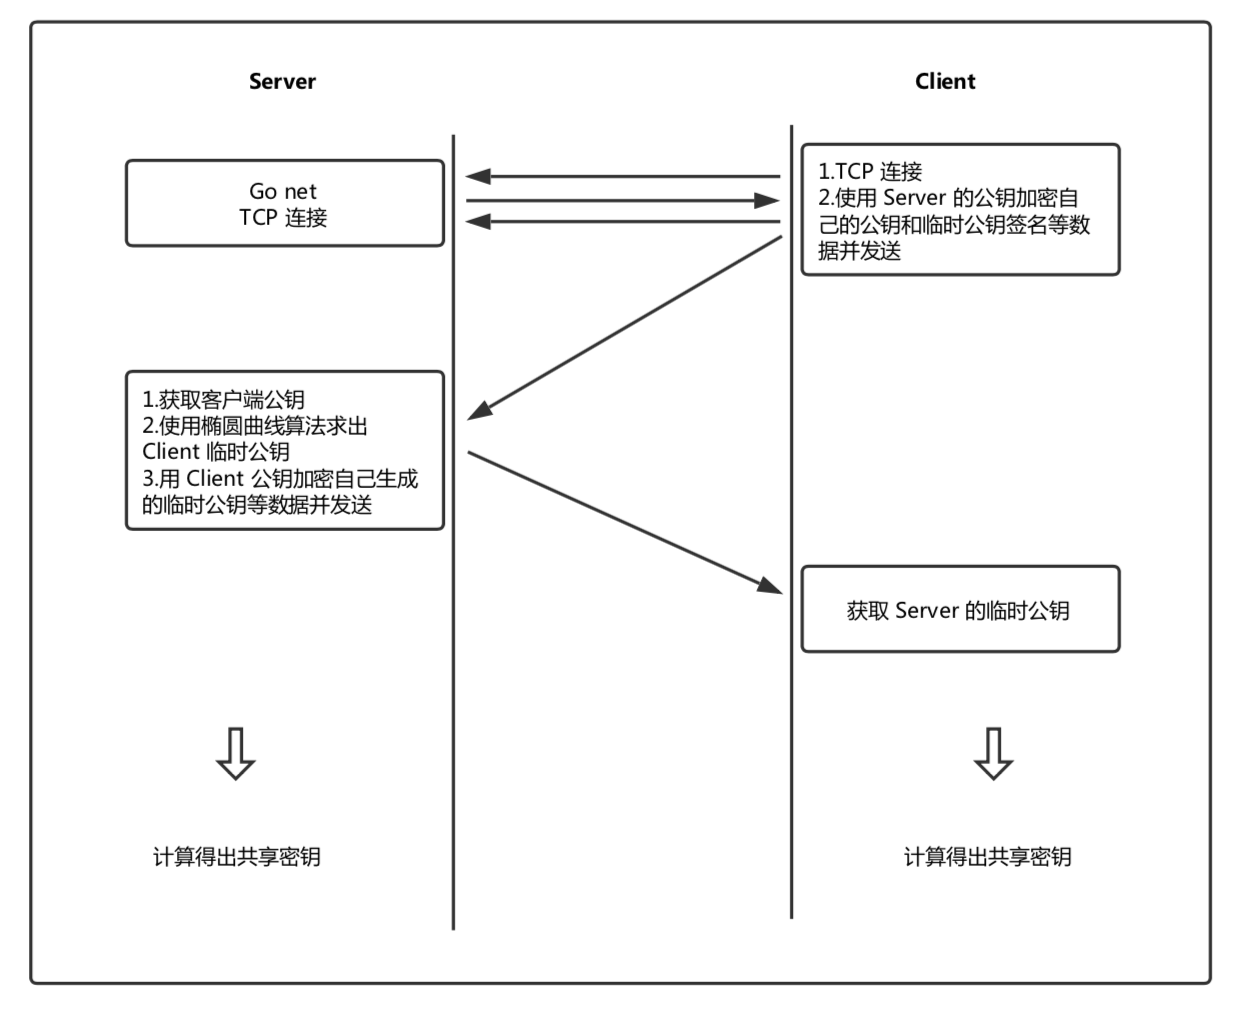 Server
Client
Go net
TCP 连接
1.TCP 连接
2.使用 Server 的公钥加密自
己的公钥和临时公钥签名等数
据并发送
1.获取客户端公钥
2.使用椭圆曲线算法求出
Client 临时公钥
3.用 Client 公钥加密自己生成
的临时公钥等数据并发送
获取 Server 的临时公钥
计算得出共享密钥
计算得出共享密钥